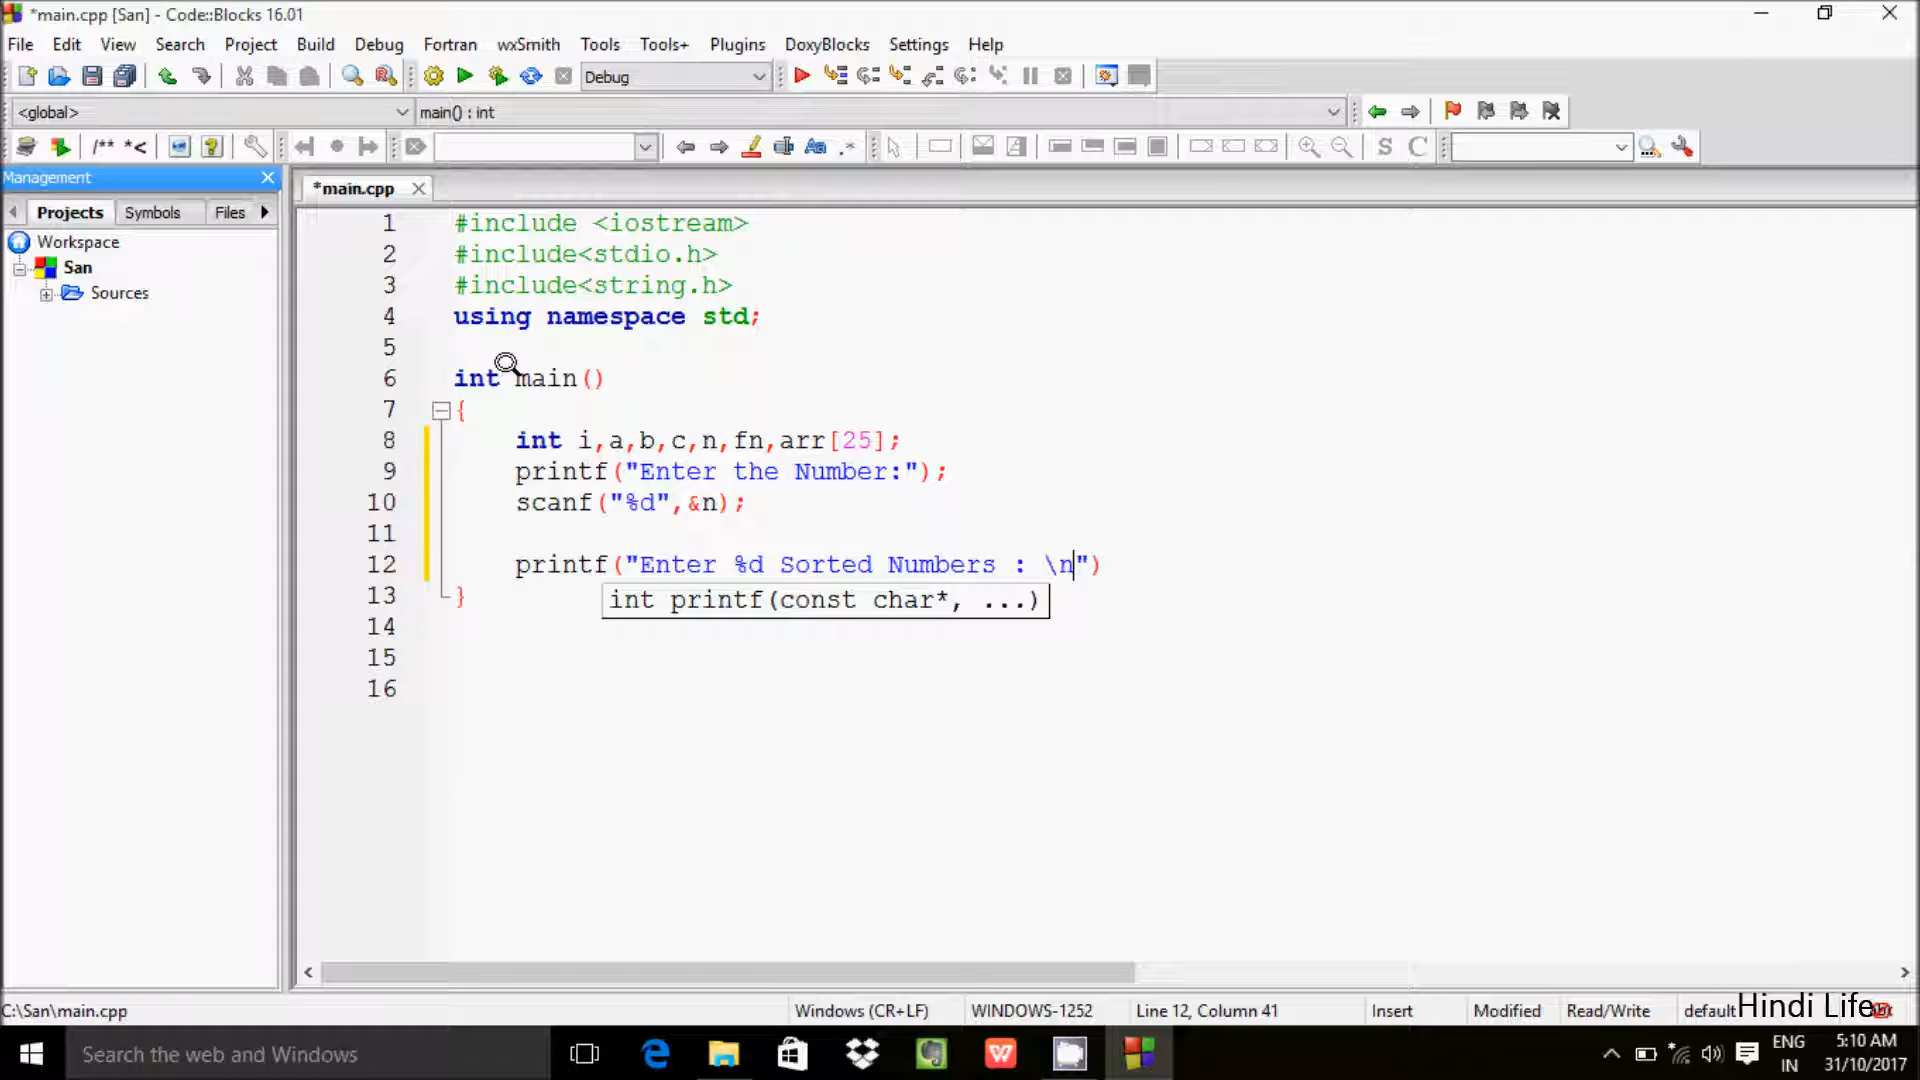 *main.cpp [San] - Code::Blocks 16.01
File Edit View Search Project Build Debug Fortran wxSmith Tools Tools+ Plugins DoxyBlocks Settings Help
Debug
<global> main() : int
/** *<
S C
Management
*main.cpp
Projects Symbols Files
Workspace
San
Sources
1 #include <iostream>
2 #include<stdio.h>
3 #include<string.h>
4 using namespace std;
5
6 int main()
7 {
8 int i,a,b,c,n,fn,arr[25];
9 printf("Enter the Number:");
10 scanf("%d",&n);
11
12 printf("Enter %d Sorted Numbers : \n")
13 }
int printf(const char*, ...)
14
15
16
C:\San\main.cpp Windows (CR+LF) WINDOWS-1252 Line 12, Column 41 Insert Modified Read/Write default
Hindi Life
Search the web and Windows
ENG
IN
5:10 AM
31/10/2017